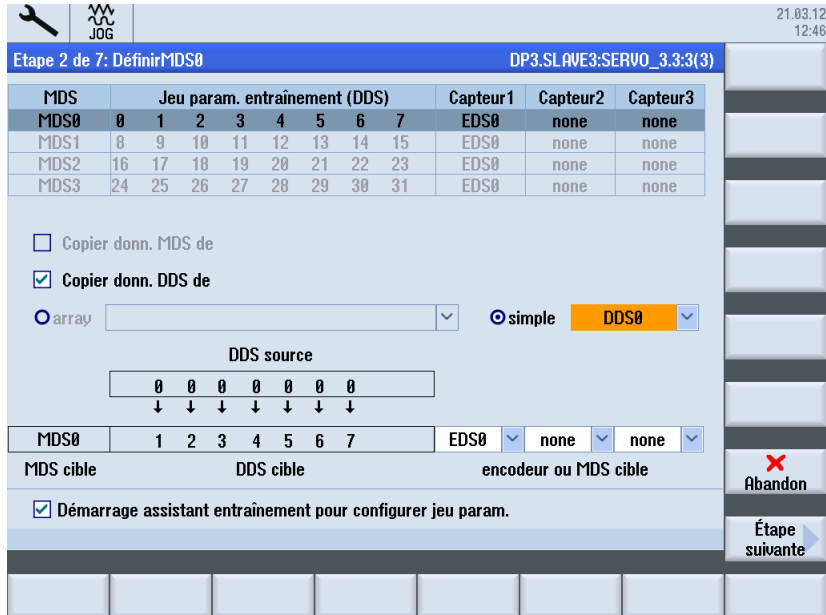 JOG
21.03.12
12:46
Etape 2 de 7: DéfinirMDS0 DP3.SLAVE3:SERVO_3.3:3(3)
MDS Jeu param. entraînement (DDS) Capteur1 Capteur2 Capteur3
MDS0 0 1 2 3 4 5 6 7 EDS0 none none
MDS1 8 9 10 11 12 13 14 15 EDS0 none none
MDS2 16 17 18 19 20 21 22 23 EDS0 none none
MDS3 24 25 26 27 28 29 30 31 EDS0 none none
Copier donn. MDS de
Copier donn. DDS de
array simple DDS0
DDS source
0 0 0 0 0 0 0
↓ ↓ ↓ ↓ ↓ ↓ ↓
MDS0 1 2 3 4 5 6 7 EDS0 none none
MDS cible DDS cible encodeur ou MDS cible
Abandon
Démarrage assistant entraînement pour configurer jeu param.
Étape
suivante